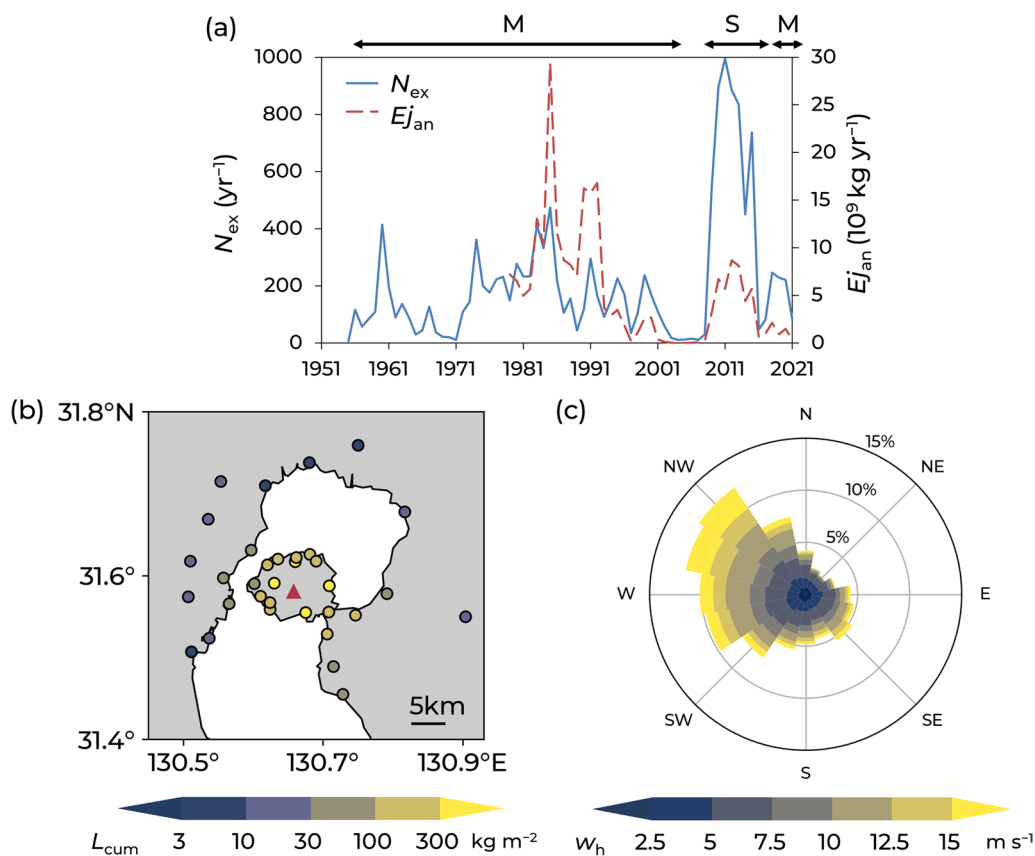 (a)
M S M
1000 30
800 25
600 20
400 15
200 10
0 5
0
N_ex
Ej_an
N_ex (yr⁻¹)
Ej_an (10⁹ kg yr⁻¹)
1951 1961 1971 1981 1991 2001 2011 2021
(b)
31.8°N
31.6°
31.4°
5km
130.5° 130.7° 130.9°E
L_cum 3 10 30 100 300 kg m⁻²
(c)
N
NE
E
SE
S
SW
W
NW
15%
10%
5%
w_h 2.5 5 7.5 10 12.5 15 m s⁻¹